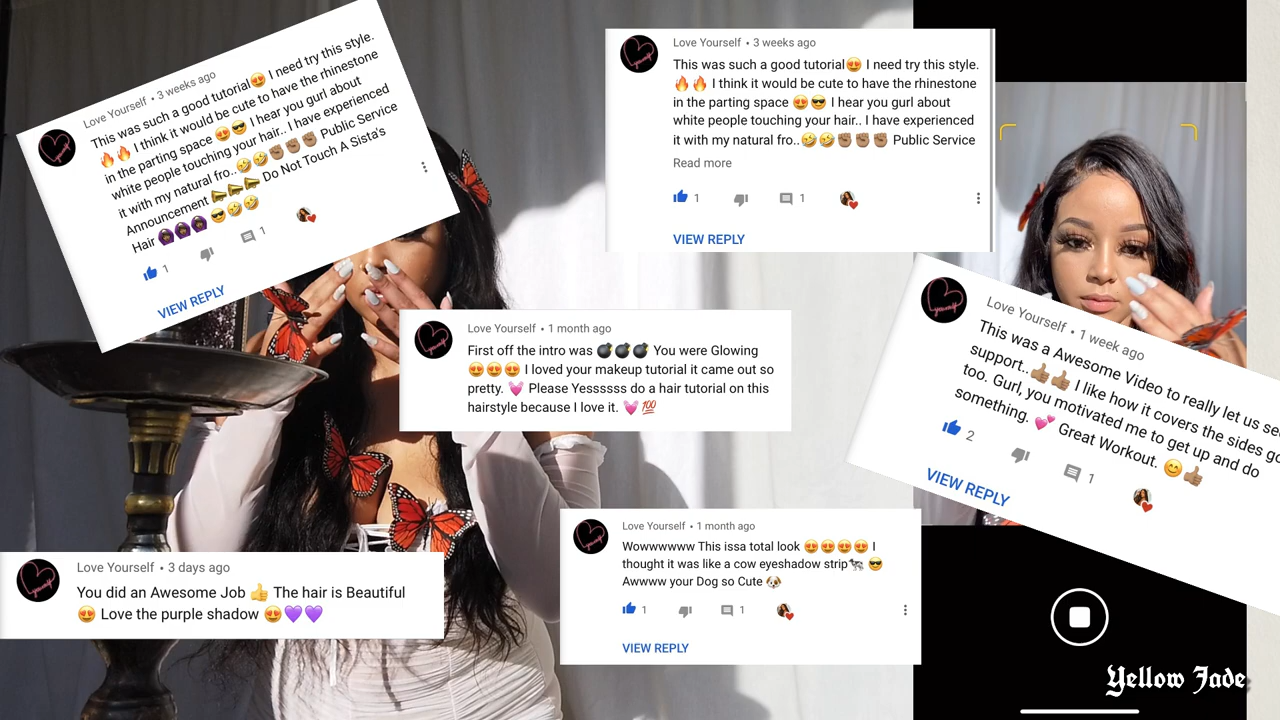 Love Yourself • 3 weeks ago
This was such a good tutorial😍 I need try this style.
🔥🔥 I think it would be cute to have the rhinestone
in the parting space 😍😎 I hear you gurl about
white people touching your hair.. I have experienced
it with my natural fro..🤣🤣✊🏽✊🏽✊🏽 Public Service
Announcement 📣📣📣 Do Not Touch A Sista's
Hair 🙆🏾‍♀️🙆🏾‍♀️🙆🏾‍♀️ 😎🤣🤣
1
1
VIEW REPLY
Love Yourself • 3 weeks ago
This was such a good tutorial😍 I need try this style.
🔥🔥 I think it would be cute to have the rhinestone
in the parting space 😍😎 I hear you gurl about
white people touching your hair.. I have experienced
it with my natural fro..🤣🤣✊🏽✊🏽✊🏽 Public Service
Read more
1
1
VIEW REPLY
Love Yourself • 1 month ago
First off the intro was 💣💣💣 You were Glowing
😍😍😍 I loved your makeup tutorial it came out so
pretty. 💓 Please Yessssss do a hair tutorial on this
hairstyle because I love it. 💓💯
Love Yourself • 1 week ago
This was a Awesome Video to really let us
support..👍🏽👍🏽 I like how it covers the sides
too. Gurl, you motivated me to get up and do
something. 💕 Great Workout. 😊👍🏽
2
1
VIEW REPLY
Love Yourself • 3 days ago
You did an Awesome Job 👍 The hair is Beautiful
😍 Love the purple shadow 😍💜💜
Love Yourself • 1 month ago
Wowwwwww This issa total look 😍😍😍😍 I
thought it was like a cow eyeshadow strip🐄 😎
Awwww your Dog so Cute 🐶
1
1
VIEW REPLY
Yellow Jade